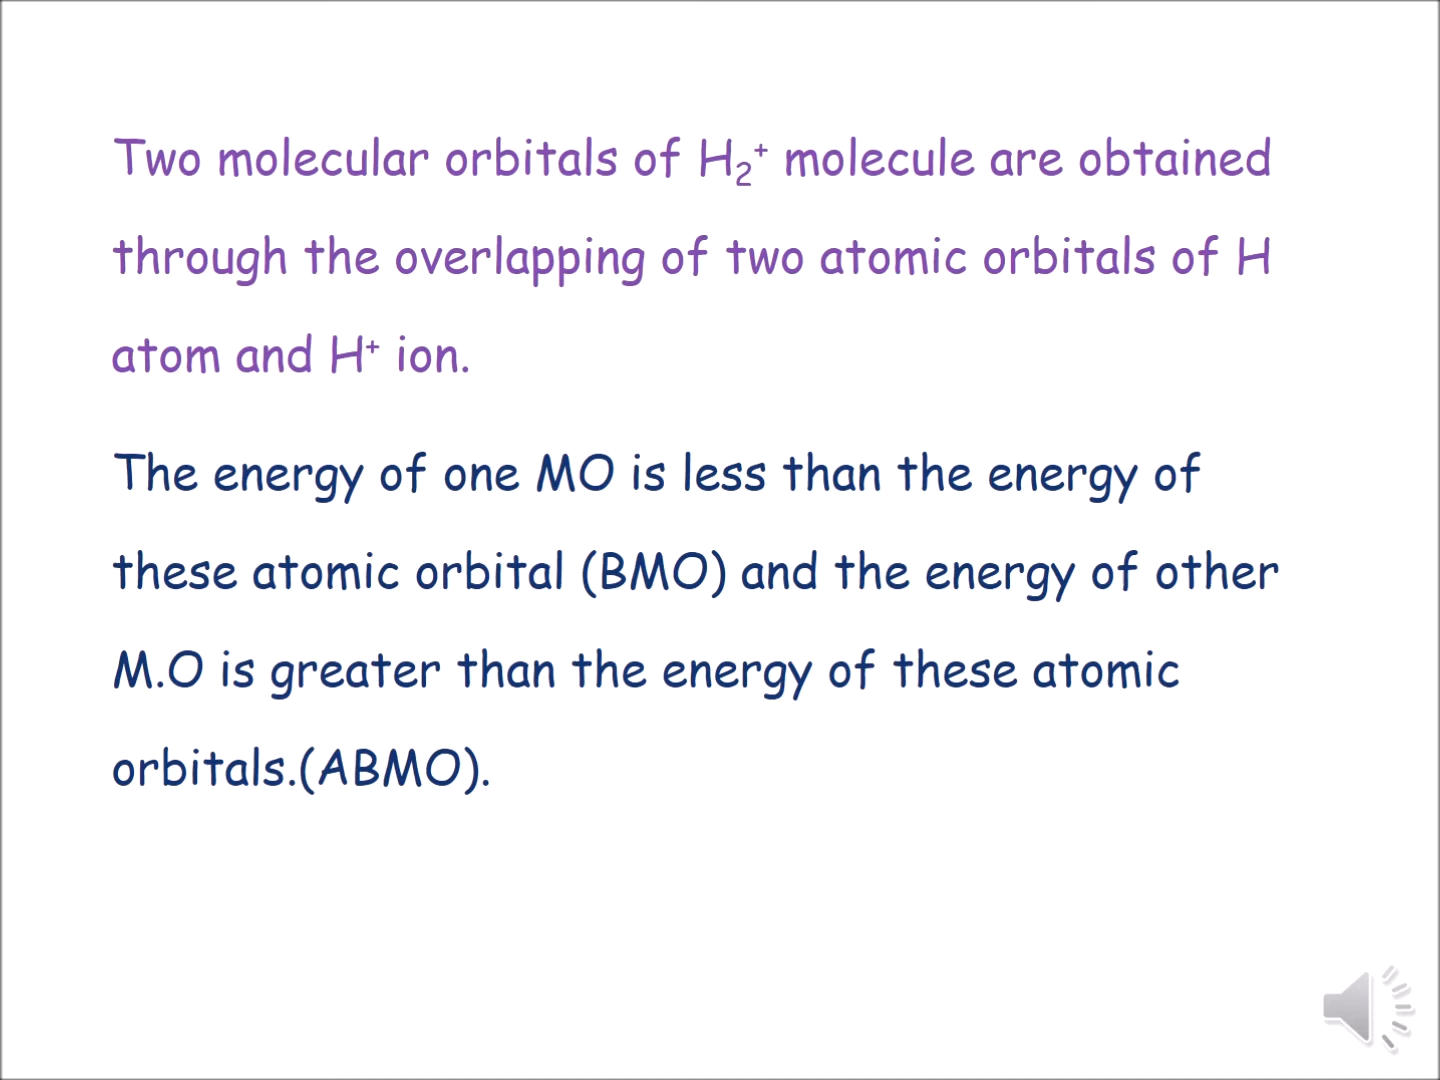 Two molecular orbitals of H₂⁺ molecule are obtained
through the overlapping of two atomic orbitals of H
atom and H⁺ ion.
The energy of one MO is less than the energy of
these atomic orbital (BMO) and the energy of other
M.O is greater than the energy of these atomic
orbitals.(ABMO).